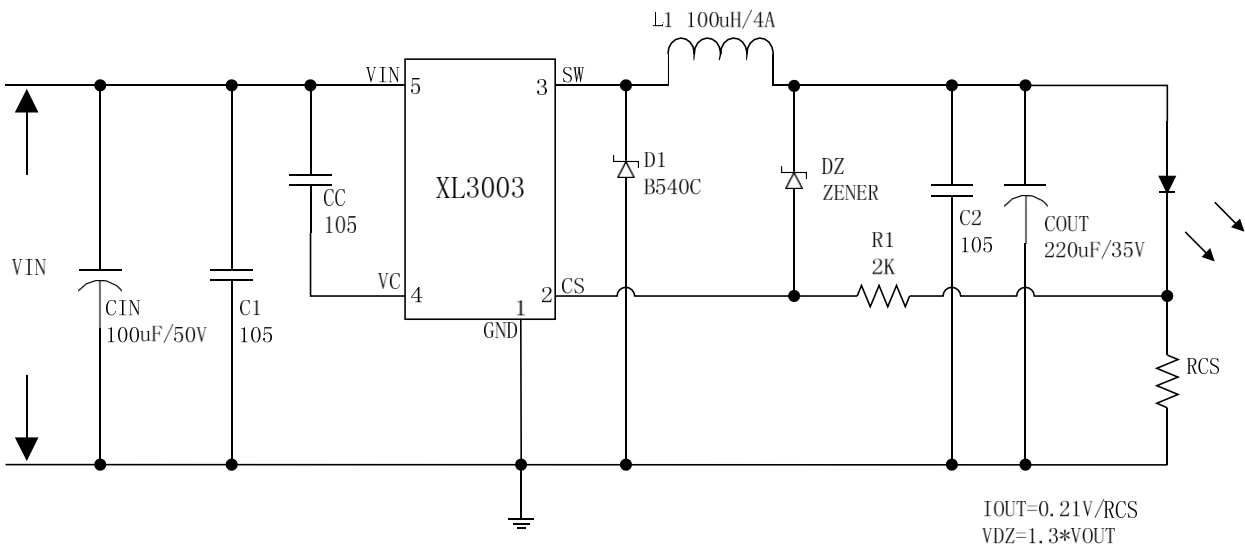 L1 100uH/4A
VIN
5
3
SW
XL3003
CC
105
D1
B540C
DZ
ZENER
VIN
CIN
100uF/50V
C1
105
VC
4
2
CS
1
GND
R1
2K
C2
105
COUT
220uF/35V
RCS
IOUT=0.21V/RCS
VDZ=1.3*VOUT